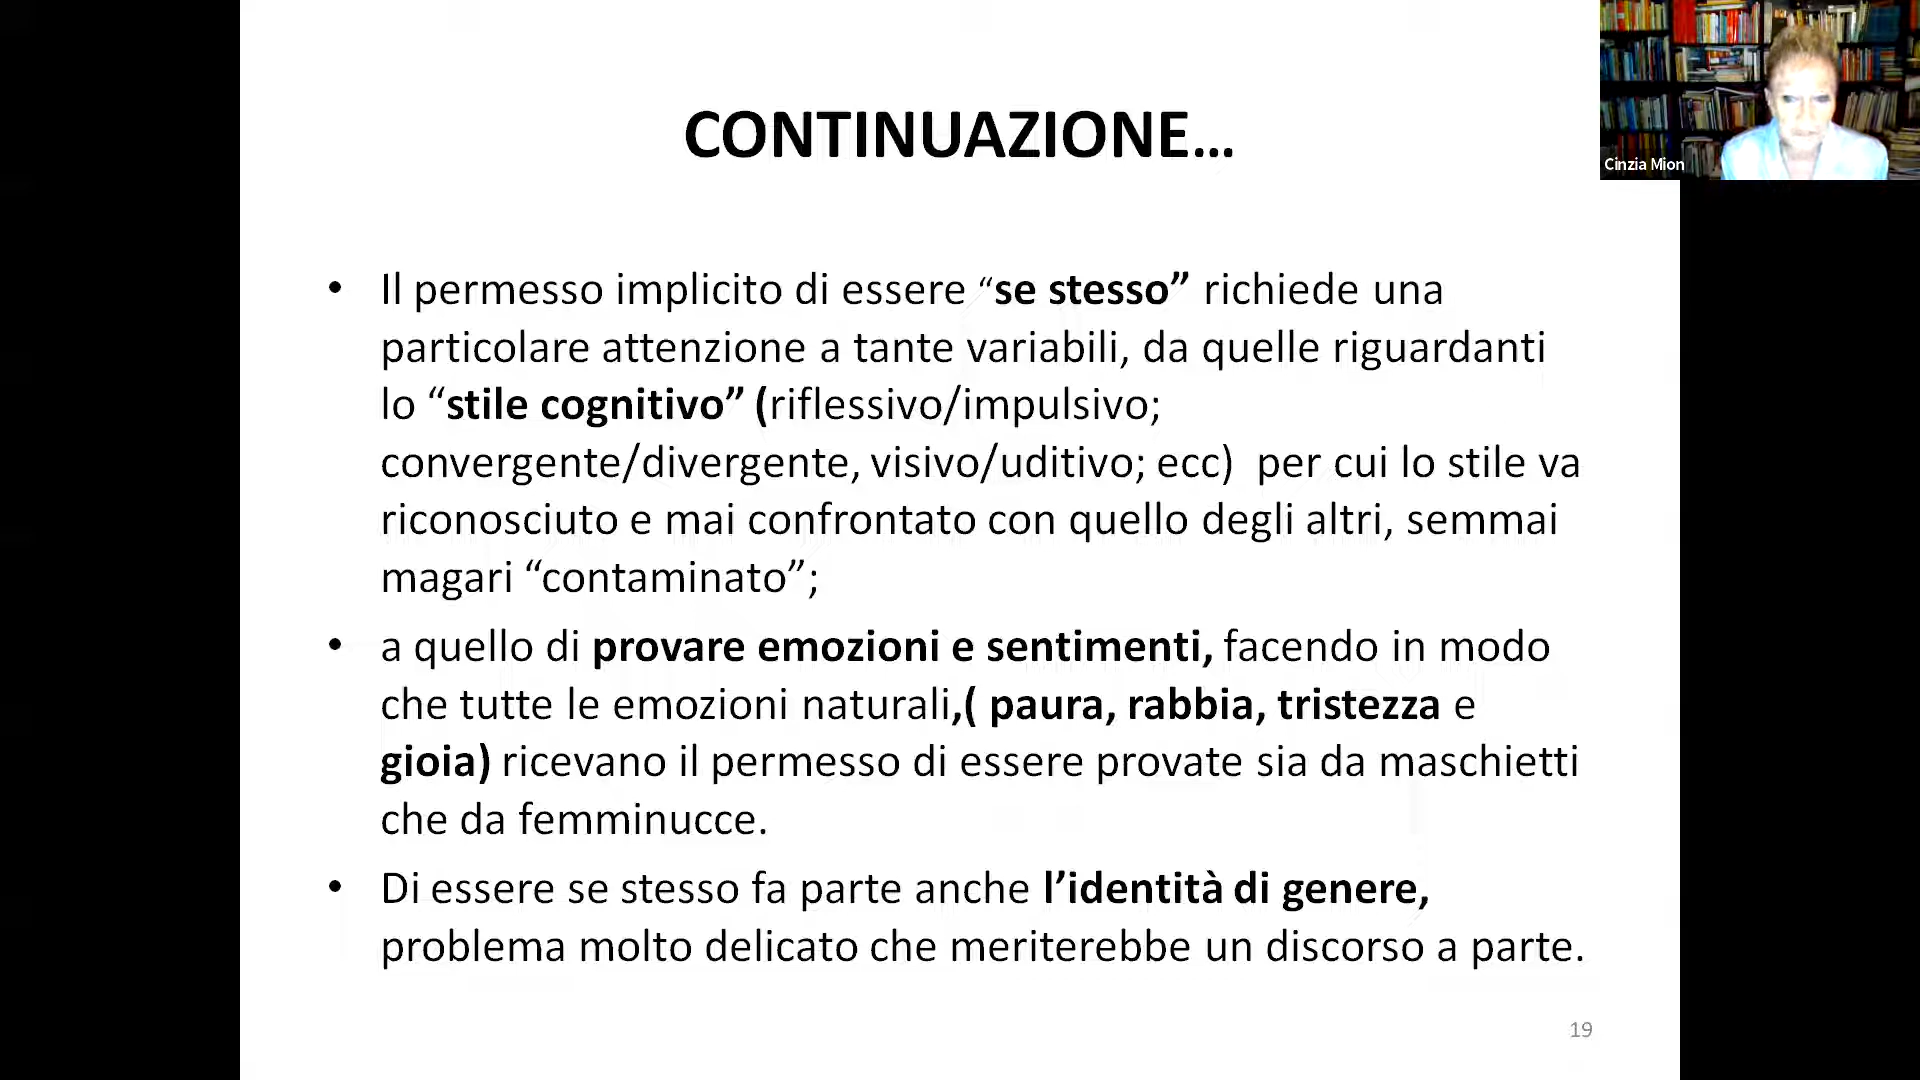 CONTINUAZIONE...
Cinzia Mion
• Il permesso implicito di essere “se stesso” richiede una
particolare attenzione a tante variabili, da quelle riguardanti
lo “stile cognitivo” (riflessivo/impulsivo;
convergente/divergente, visivo/uditivo; ecc)  per cui lo stile va
riconosciuto e mai confrontato con quello degli altri, semmai
magari “contaminato”;
• a quello di provare emozioni e sentimenti, facendo in modo
che tutte le emozioni naturali,( paura, rabbia, tristezza e
gioia) ricevano il permesso di essere provate sia da maschietti
che da femminucce.
• Di essere se stesso fa parte anche l’identità di genere,
problema molto delicato che meriterebbe un discorso a parte.
19